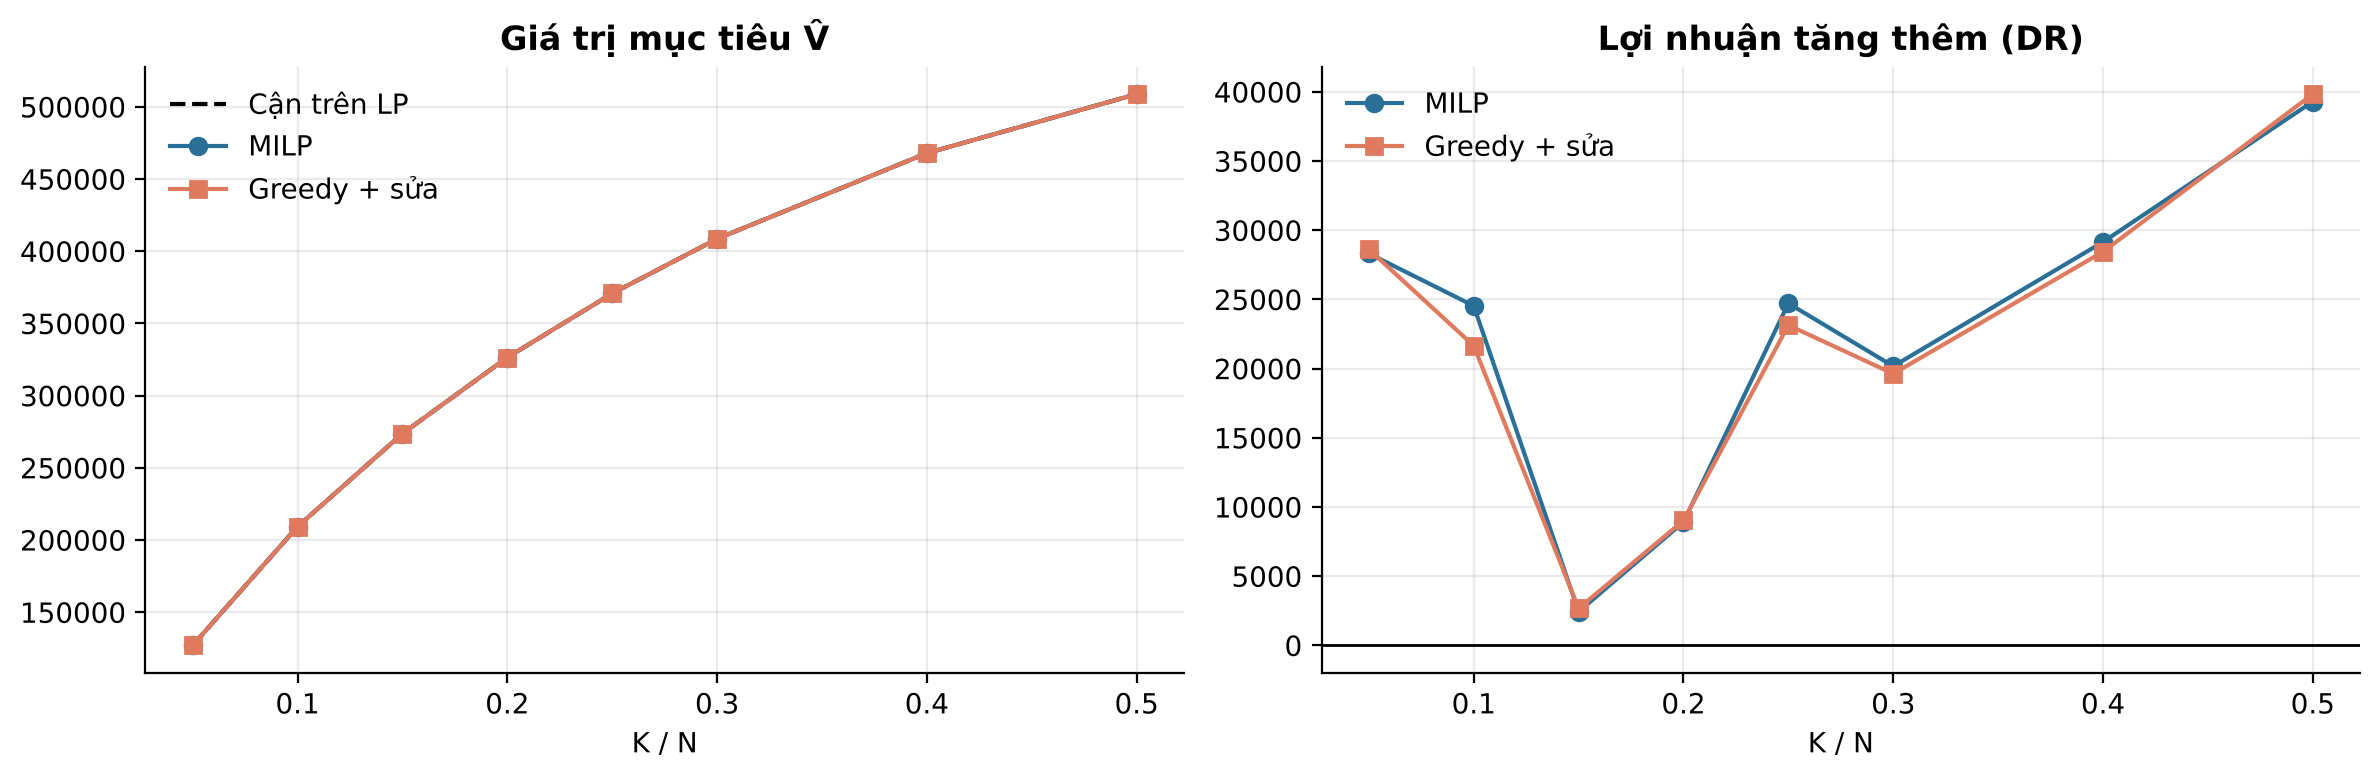 Giá trị mục tiêu V̂
Cận trên LP
MILP
Greedy + sửa
500000
450000
400000
350000
300000
250000
200000
150000
0.1 0.2 0.3 0.4 0.5
K / N
Lợi nhuận tăng thêm (DR)
MILP
Greedy + sửa
40000
35000
30000
25000
20000
15000
10000
5000
0
0.1 0.2 0.3 0.4 0.5
K / N